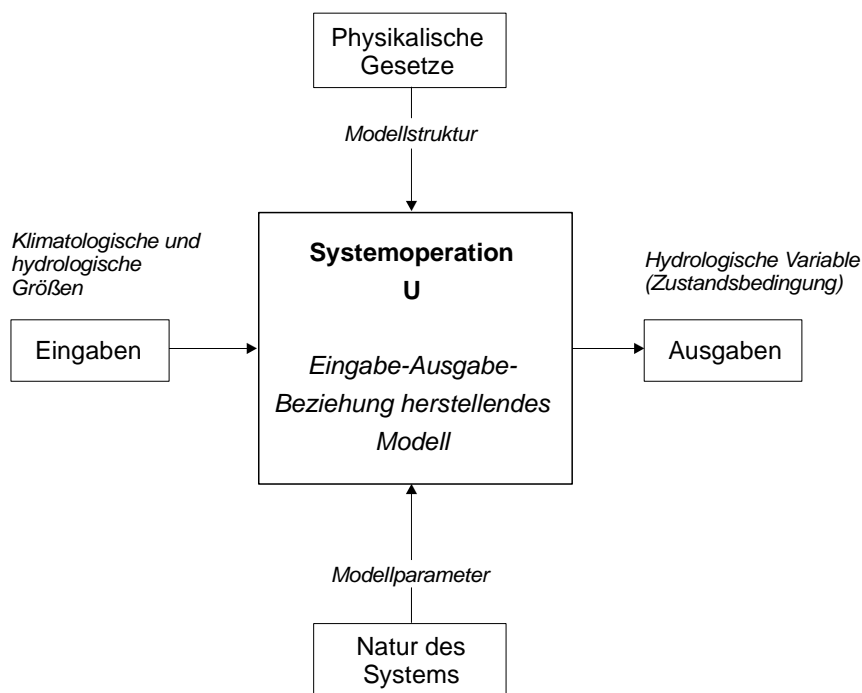 Physikalische
Gesetze
Modellstruktur
Klimatologische und
hydrologische
Größen
Eingaben
Systemoperation
U
Eingabe-Ausgabe-
Beziehung herstellendes
Modell
Hydrologische Variable
(Zustandsbedingung)
Ausgaben
Modellparameter
Natur des
Systems